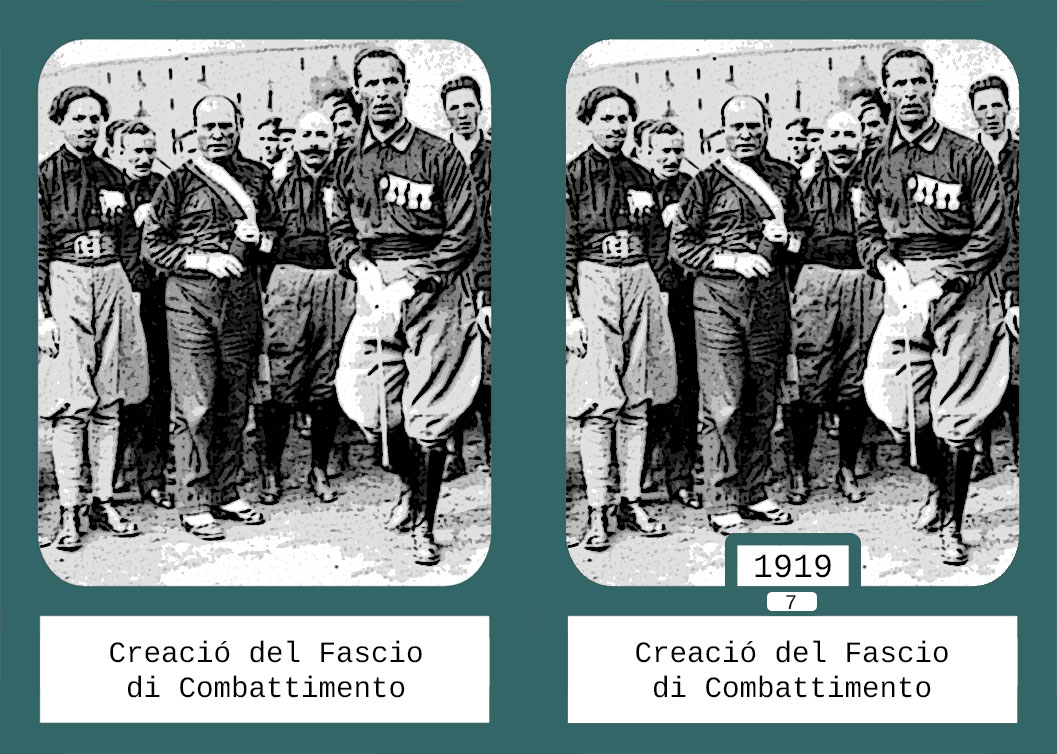 Creació del Fascio
di Combattimento
1919
7
Creació del Fascio
di Combattimento